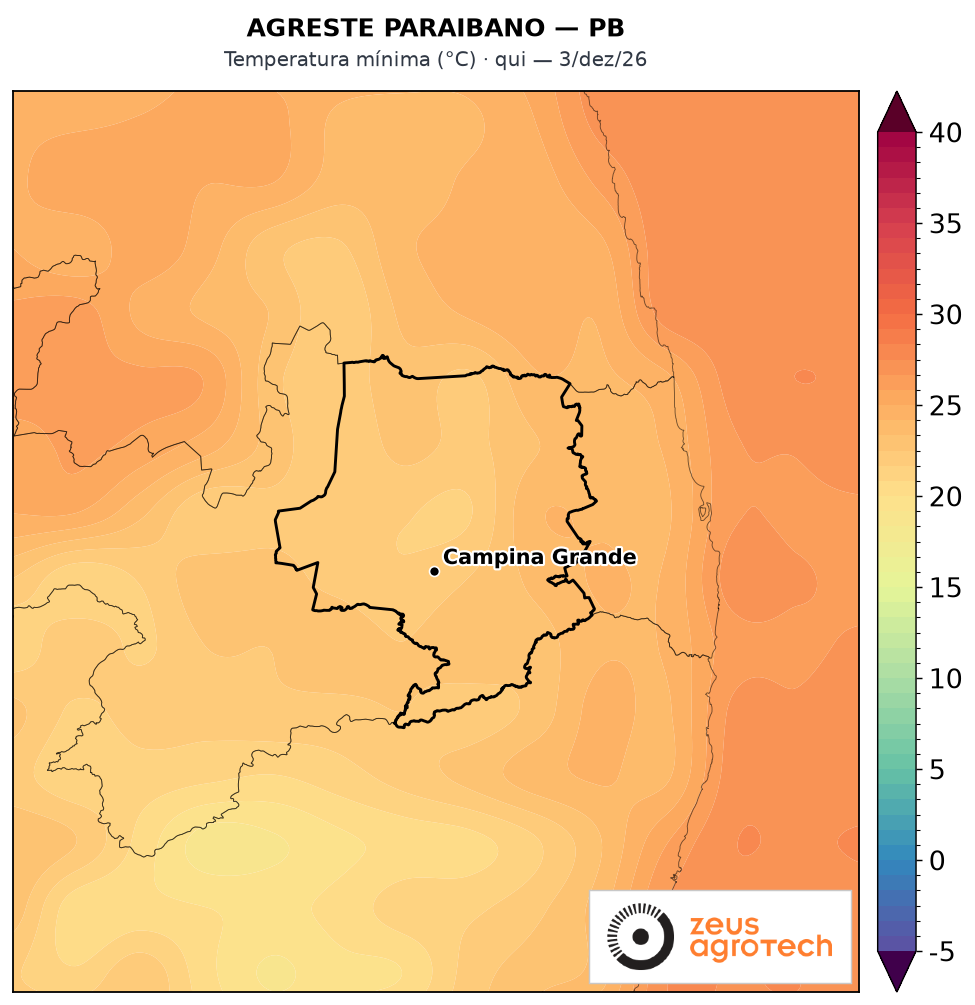 AGRESTE PARAIBANO — PB
Temperatura mínima (°C) · qui — 3/dez/26
40
35
30
25
20
15
10
5
0
-5
Campina Grande
zeus
agrotech